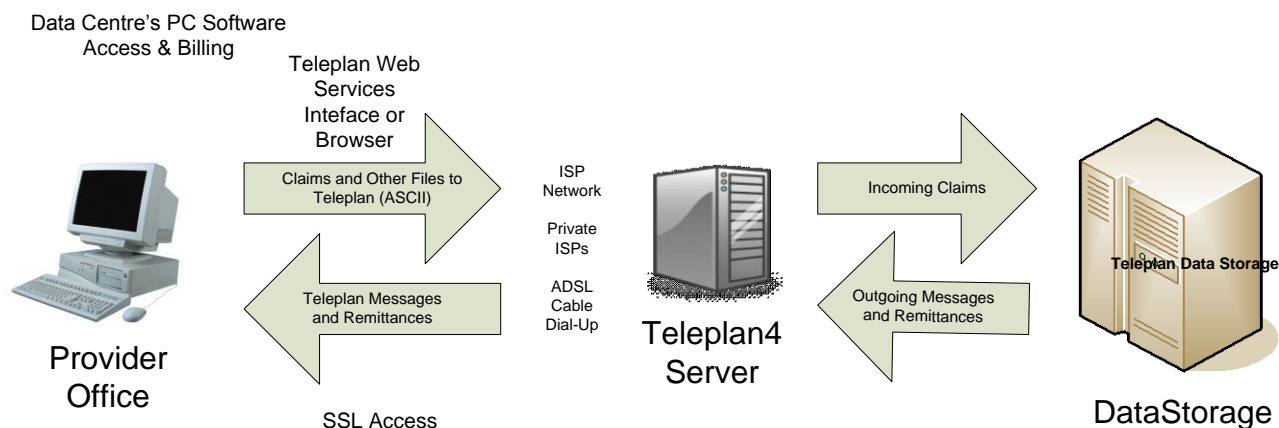 Data Centre's PC Software
Access & Billing
Teleplan Web
Services
Inteface or
Browser
Claims and Other Files to
Teleplan (ASCII)
Teleplan Messages
and Remittances
SSL Access
Provider
Office
ISP
Network
Private
ISPs
ADSL
Cable
Dial-Up
Teleplan4
Server
Incoming Claims
Outgoing Messages
and Remittances
Teleplan Data Storage
DataStorage